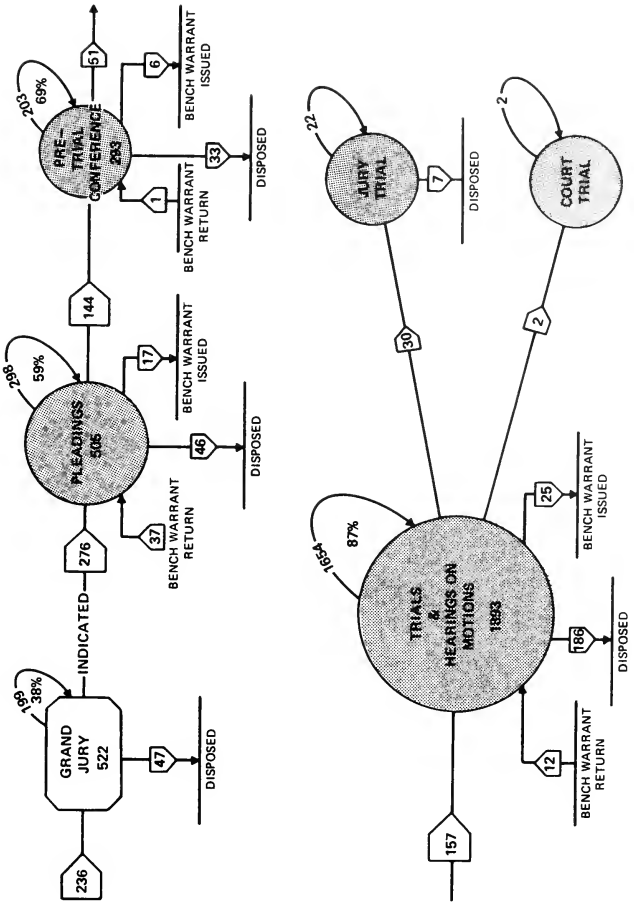 236
GRAND
JURY
522
199
38%
47
DISPOSED
INDICATED
276
PLEADINGS
505
298
59%
37
BENCH WARRANT
RETURN
46
DISPOSED
17
BENCH WARRANT
ISSUED
144
PRE-
TRIAL
CONFERENCE
293
203
69%
1
BENCH WARRANT
RETURN
33
DISPOSED
6
BENCH WARRANT
ISSUED
51
157
TRIALS
&
HEARINGS ON
MOTIONS
1893
1654
87%
12
BENCH WARRANT
RETURN
186
DISPOSED
25
BENCH WARRANT
ISSUED
30
JURY
TRIAL
22
7
DISPOSED
2
COURT
TRIAL
2